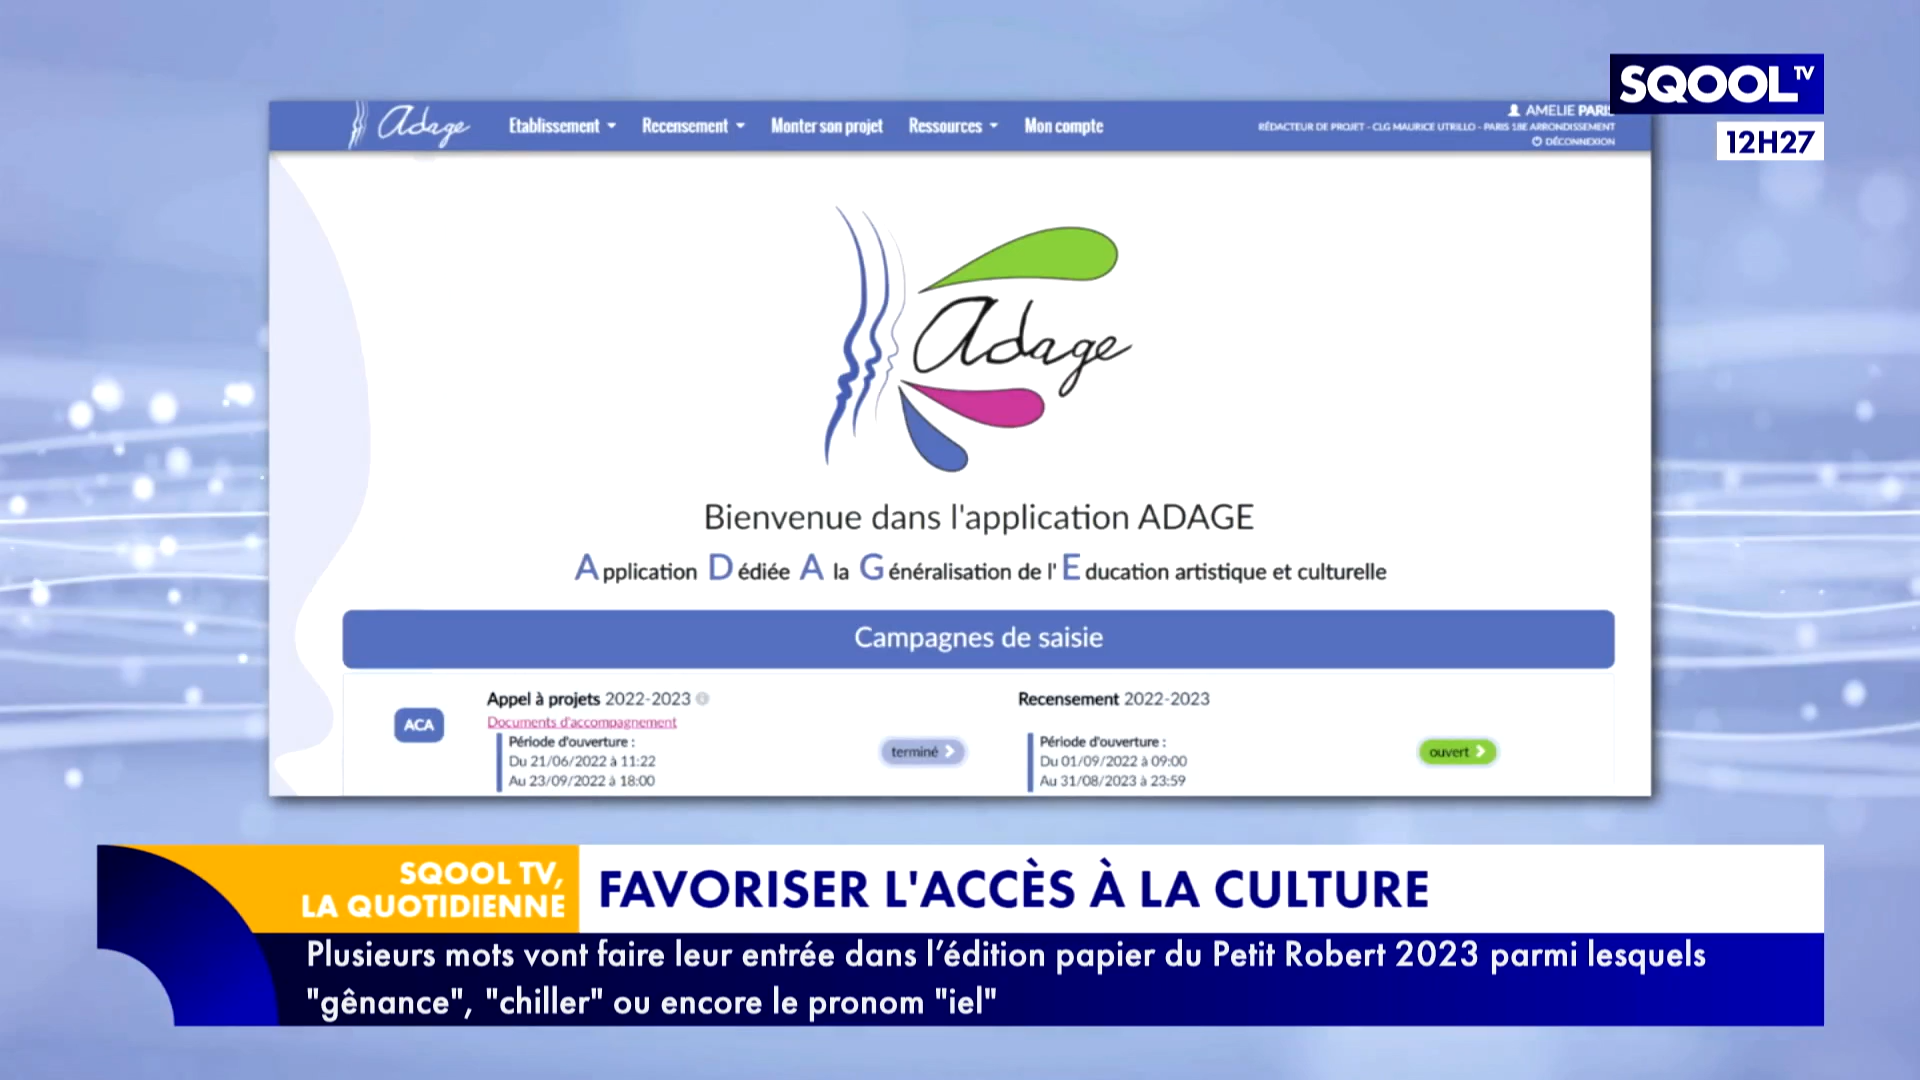 SQOOL TV
12H27
Adage
Etablissement
Recensement
Monter son projet
Ressources
Mon compte
AMELIE PARIS
RÉDACTEUR DE PROJET - CLG MAURICE UTRILLO - PARIS 18E ARRONDISSEMENT
DÉCONNEXION
Adage
Bienvenue dans l'application ADAGE
Application Dédiée A la Généralisation de l'Education artistique et culturelle
Campagnes de saisie
ACA
Appel à projets 2022-2023
Documents d'accompagnement
Période d'ouverture :
Du 21/06/2022 à 11:22
Au 23/09/2022 à 18:00
terminé
Recensement 2022-2023
Période d'ouverture :
Du 01/09/2022 à 09:00
Au 31/08/2023 à 23:59
ouvert
SQOOL TV,
LA QUOTIDIENNE
FAVORISER L'ACCÈS À LA CULTURE
Plusieurs mots vont faire leur entrée dans l’édition papier du Petit Robert 2023 parmi lesquels
"gênance", "chiller" ou encore le pronom "iel"